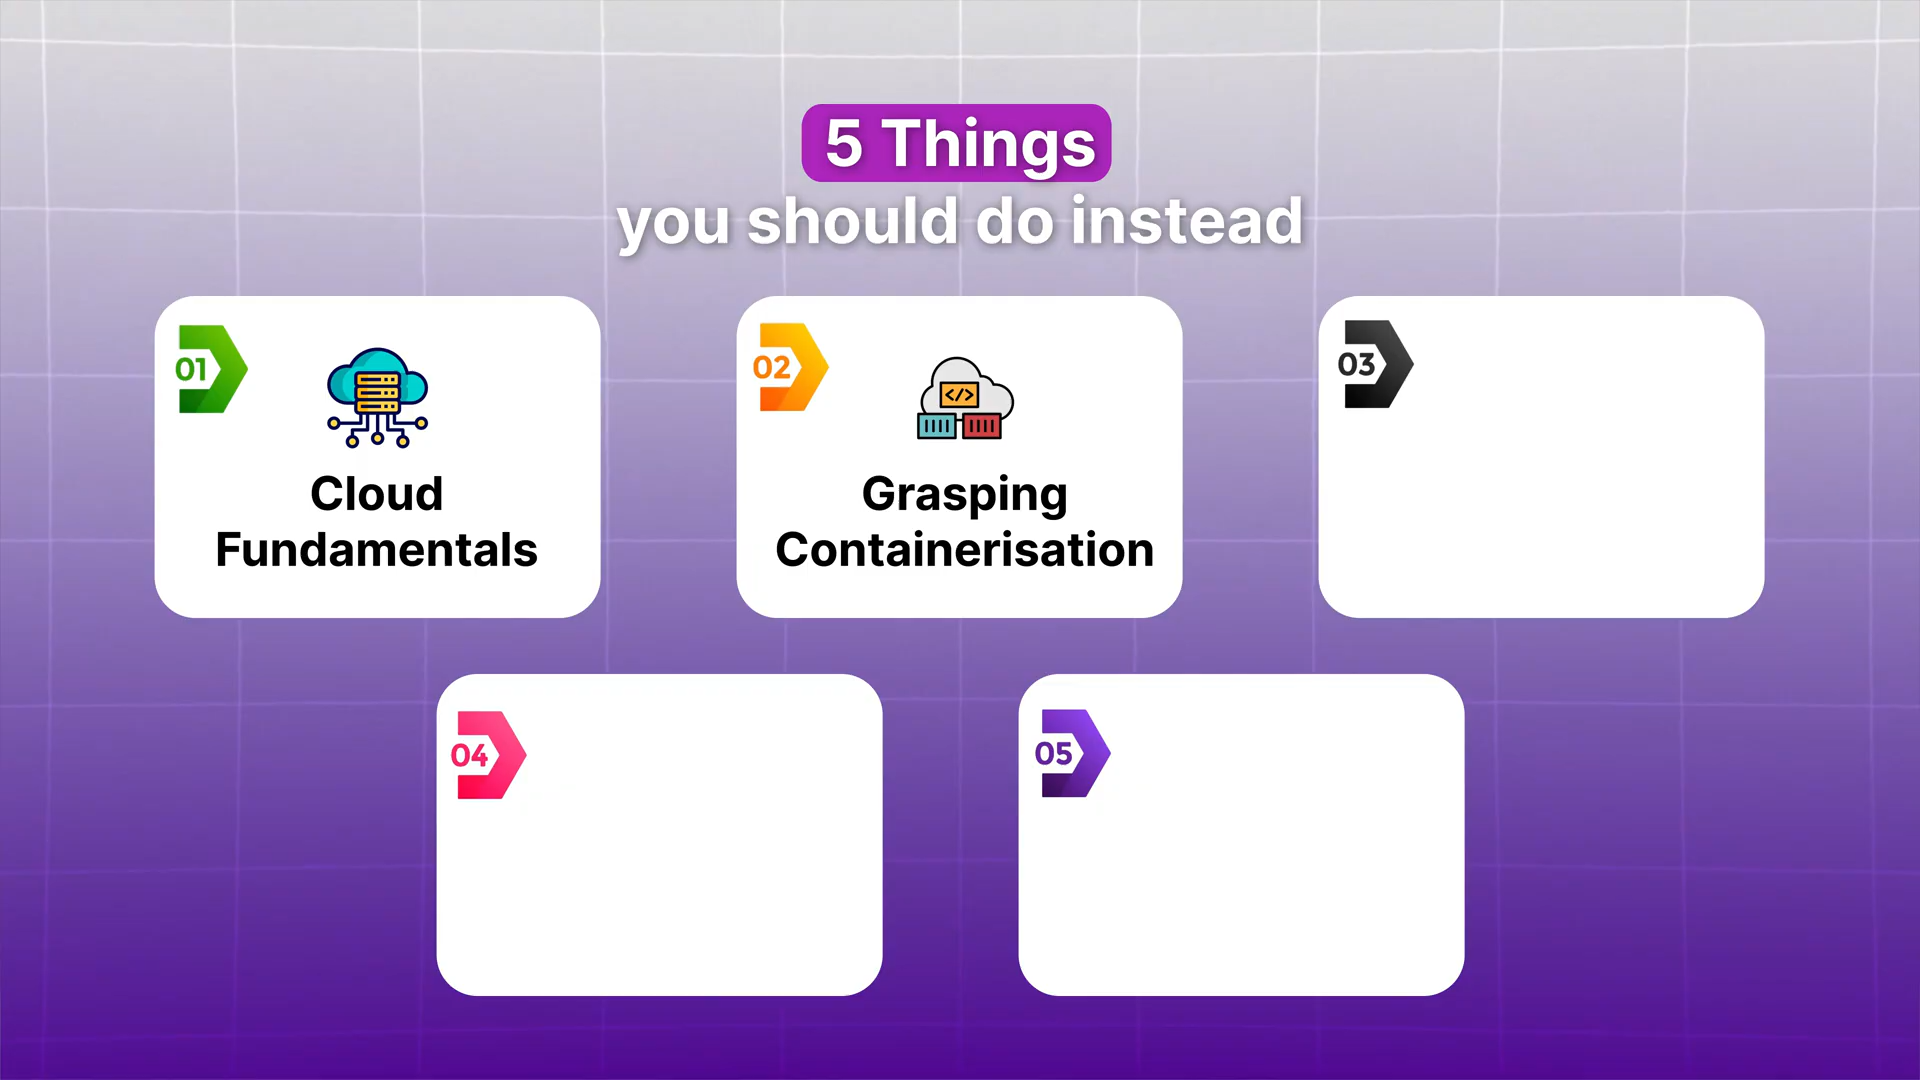 5 Things
you should do instead
01
Cloud
Fundamentals
02
</>
Grasping
Containerisation
03
04
05